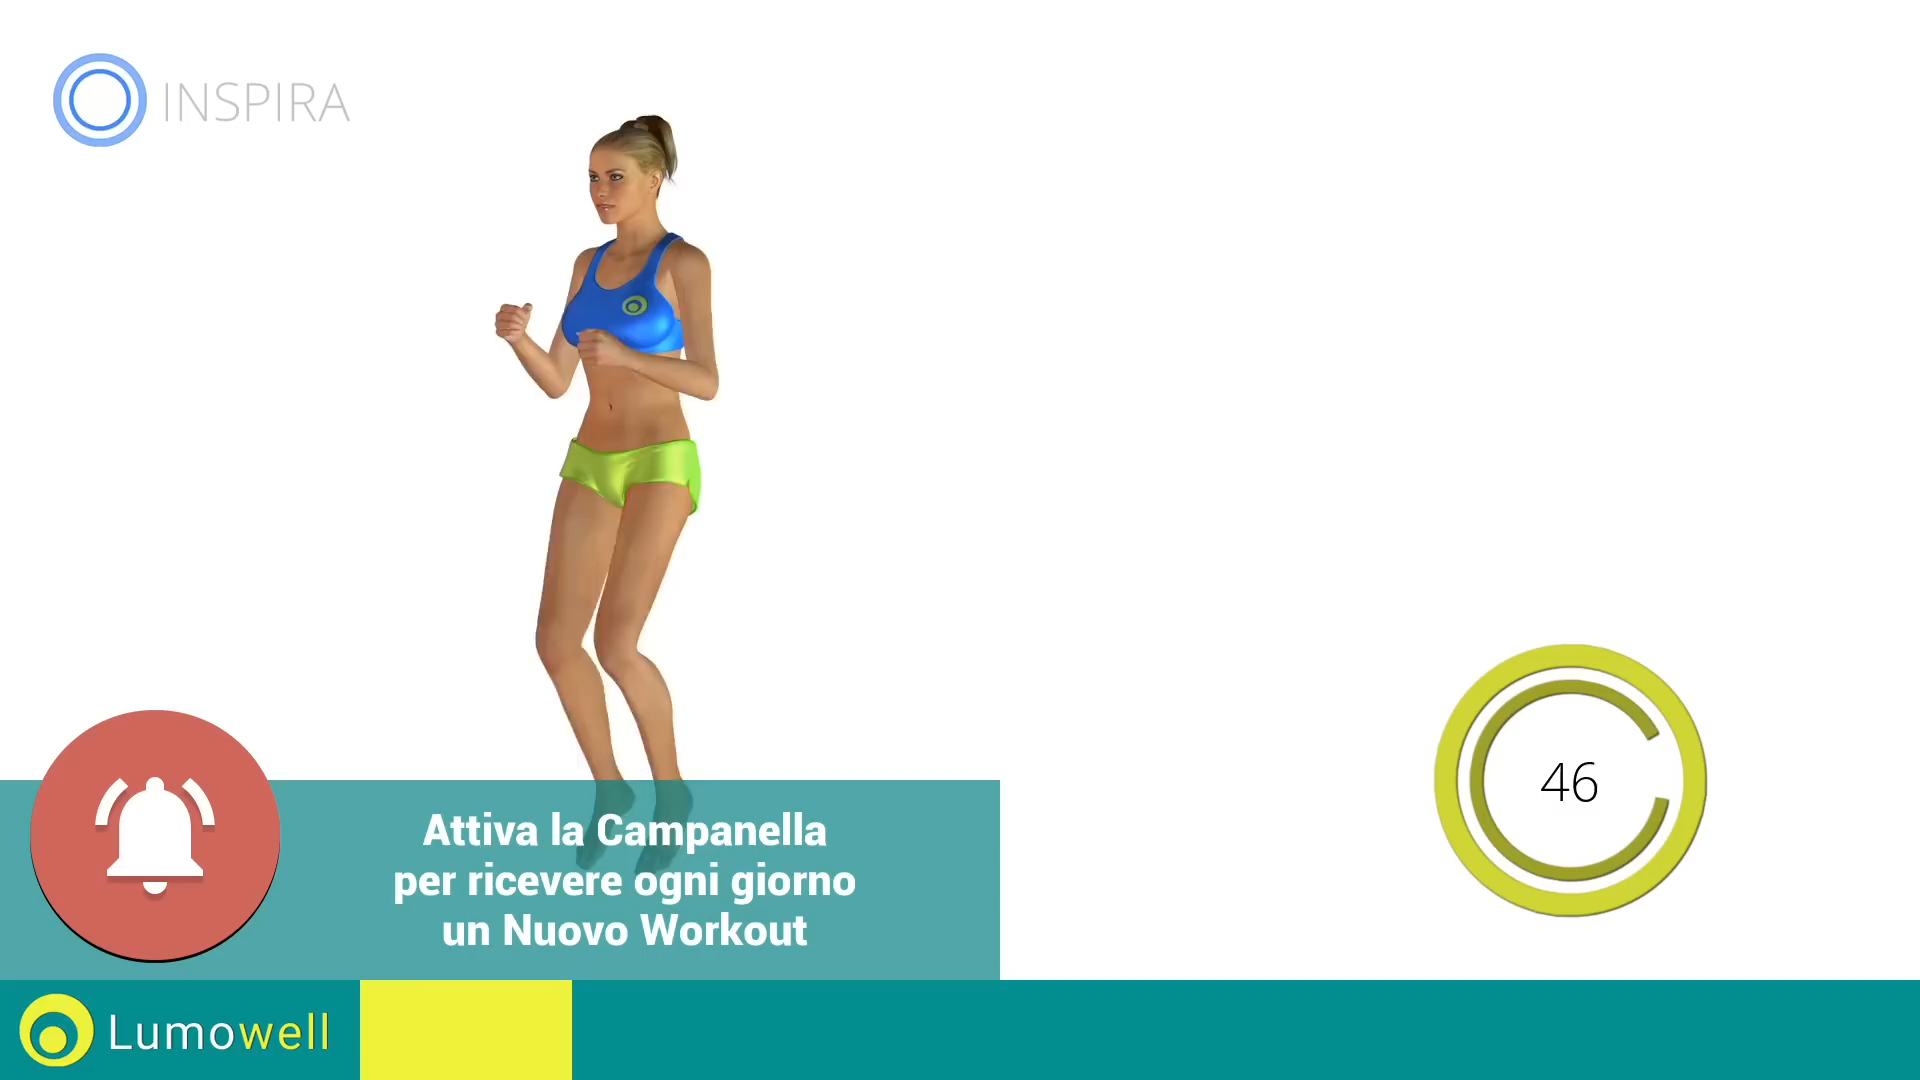 INSPIRA
46
Attiva la Campanella
per ricevere ogni giorno
un Nuovo Workout
Lumowell